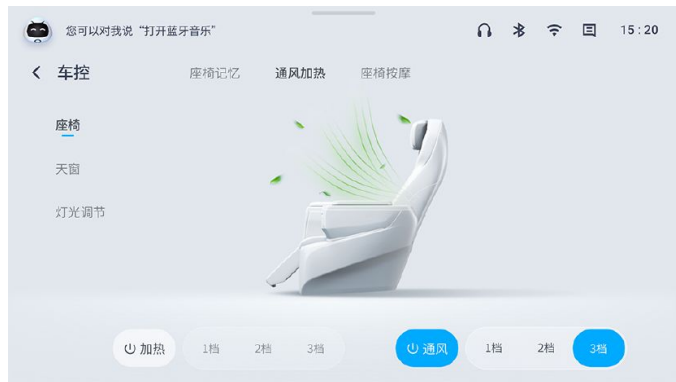 您可以对我说“打开蓝牙音乐”
15:20
车控
座椅记忆 通风加热 座椅按摩
座椅
天窗
灯光调节
加热 1档 2档 3档 通风 1档 2档 3档